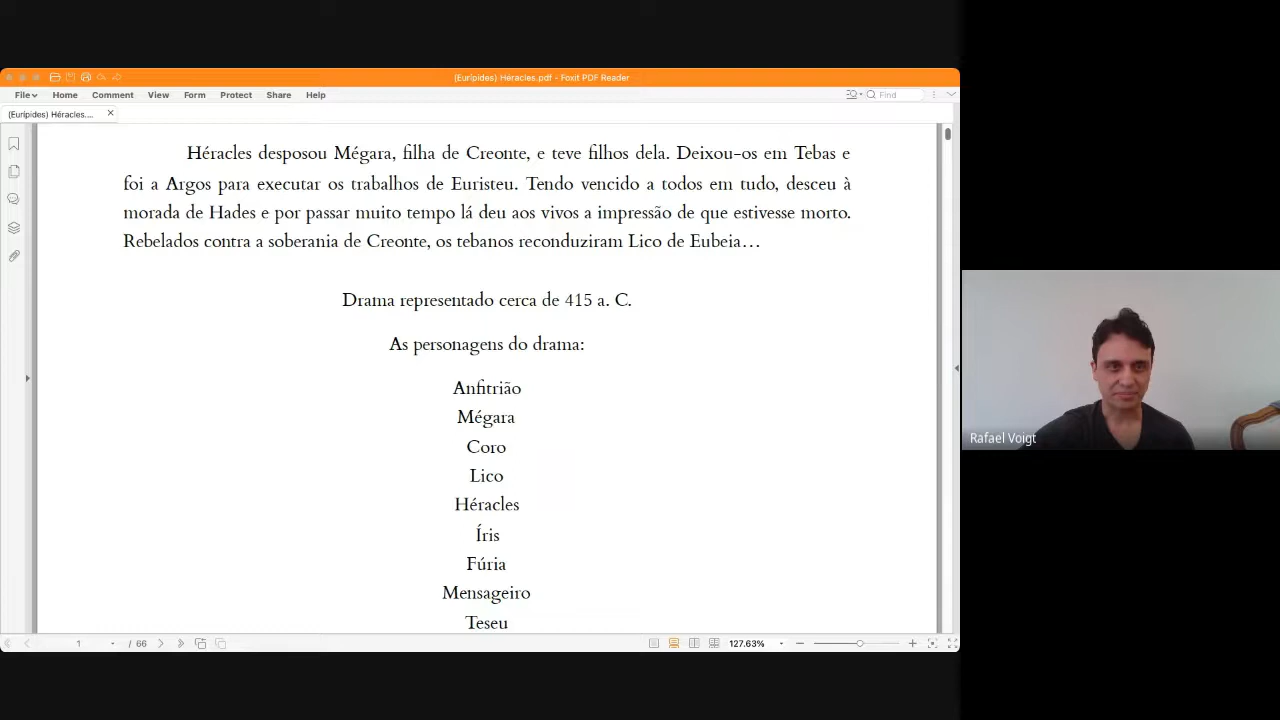 (Eurípides) Héracles.pdf - Foxit PDF Reader
File Home Comment View Form Protect Share Help
Find
(Eurípides) Héracles....
Héracles desposou Mégara, filha de Creonte, e teve filhos dela. Deixou-os em Tebas e
foi a Argos para executar os trabalhos de Euristeu. Tendo vencido a todos em tudo, desceu à
morada de Hades e por passar muito tempo lá deu aos vivos a impressão de que estivesse morto.
Rebelados contra a soberania de Creonte, os tebanos reconduziram Lico de Eubeia…
Drama representado cerca de 415 a. C.
As personagens do drama:
Anfitrião
Mégara
Coro
Lico
Héracles
Íris
Fúria
Mensageiro
Teseu
1 / 66
127.63%
Rafael Voigt